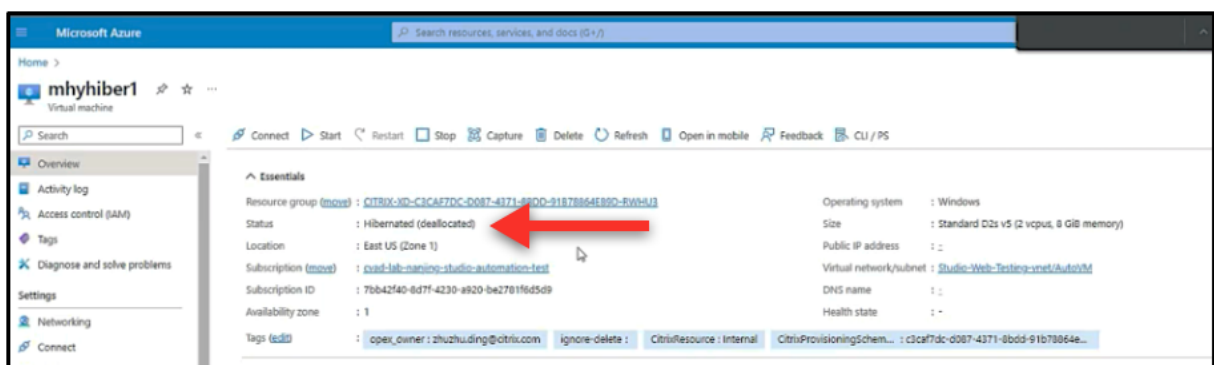 Microsoft Azure
Search resources, services, and docs (G+/)
Home >
mhyhiber1
Virtual machine
Search
Connect Start Restart Stop Capture Delete Refresh Open in mobile Feedback CLI / PS
Overview
Activity log
Access control (IAM)
Tags
Diagnose and solve problems
Settings
Networking
Connect
Essentials
Resource group (move) : CITRIX-XD-C3CAF7DC-D087-4371-8BDD-91B78864E89D-RWHU3
Status : Hibernated (deallocated)
Location : East US (Zone 1)
Subscription (move) : cvad-lab-nanjing-studio-automation-test
Subscription ID : 7bb42f40-8d7f-4230-a920-be2781f6d5d9
Availability zone : 1
Operating system : Windows
Size : Standard D2s v5 (2 vcpus, 8 GiB memory)
Public IP address : -
Virtual network/subnet : Studio-Web-Testing-vnet/AutoVM
DNS name : -
Health state : -
Tags (edit) : opex_owner : zhuzhu.ding@citrix.com ignore-delete : CitrixResource : Internal CitrixProvisioningSchem... : c3caf7dc-d087-4371-8bdd-91b78864e...